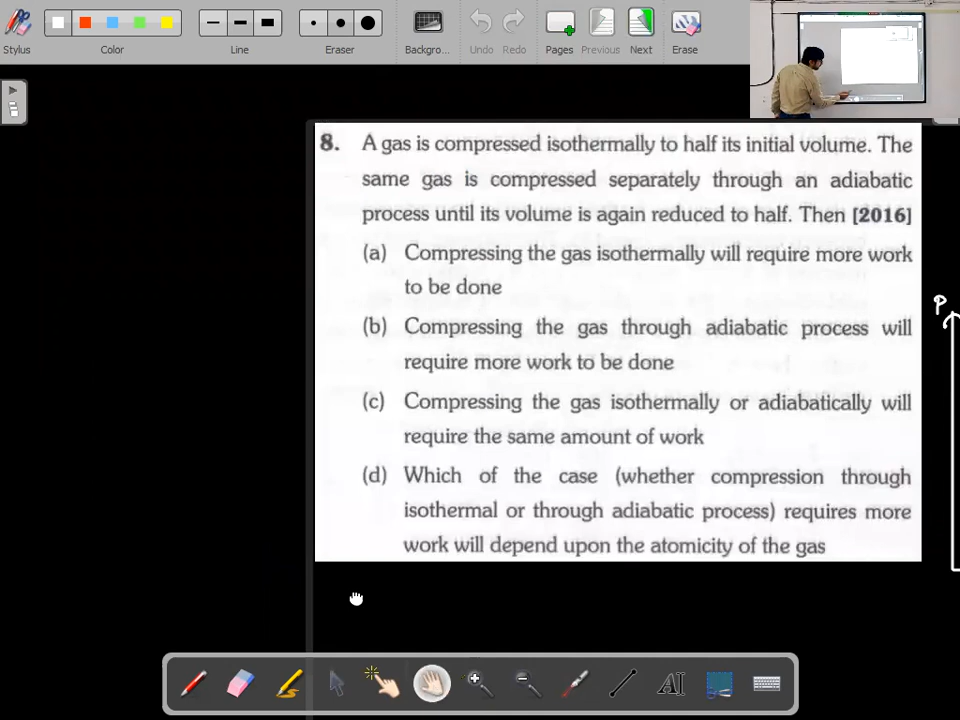 Stylus
Color
Line
Eraser
Backgro...
Undo
Redo
Pages
Previous
Next
Erase
8. A gas is compressed isothermally to half its initial volume. The
same gas is compressed separately through an adiabatic
process until its volume is again reduced to half. Then [2016]
(a) Compressing the gas isothermally will require more work
to be done
(b) Compressing the gas through adiabatic process will
require more work to be done
(c) Compressing the gas isothermally or adiabatically will
require the same amount of work
(d) Which of the case (whether compression through
isothermal or through adiabatic process) requires more
work will depend upon the atomicity of the gas
P
AI